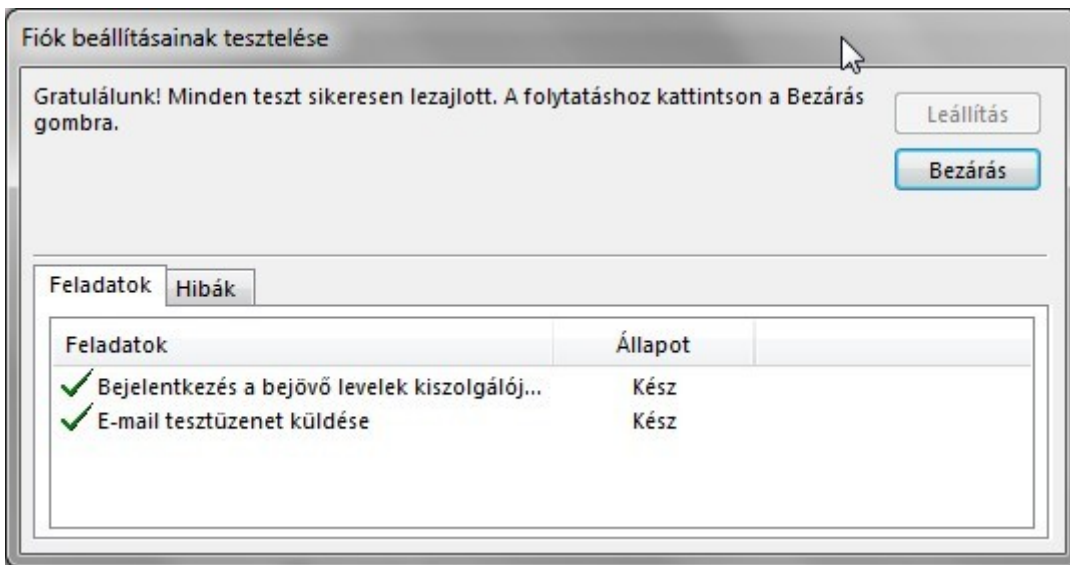 Fiók beállításainak tesztelése
Gratulálunk! Minden teszt sikeresen lezajlott. A folytatáshoz kattintson a Bezárás
gombra.
Leállítás
Bezárás
Feladatok Hibák
Feladatok Állapot
Bejelentkezés a bejövő levelek kiszolgálój... Kész
E-mail tesztüzenet küldése Kész